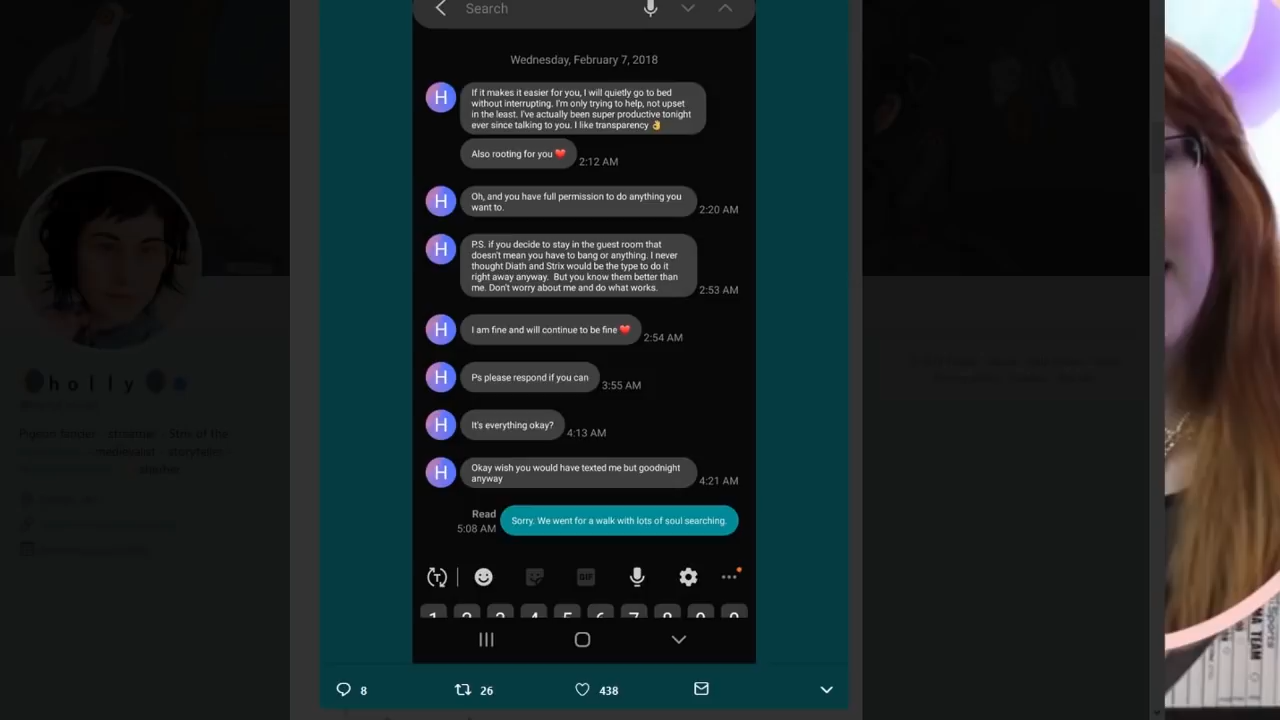 Search
Wednesday, February 7, 2018
H
If it makes it easier for you, I will quietly go to bed
without interrupting. I'm only trying to help, not upset
in the least. I've actually been super productive tonight
ever since talking to you. I like transparency 👌
Also rooting for you ❤️
2:12 AM
H
Oh, and you have full permission to do anything you
want to.
2:20 AM
H
P.S. if you decide to stay in the guest room that
doesn't mean you have to bang or anything. I never
thought Diath and Strix would be the type to do it
right away anyway. But you know them better than
me. Don't worry about me and do what works.
2:53 AM
H
I am fine and will continue to be fine ❤️
2:54 AM
H
Ps please respond if you can
3:55 AM
H
It's everything okay?
4:13 AM
H
Okay wish you would have texted me but goodnight
anyway
4:21 AM
Read
5:08 AM
Sorry. We went for a walk with lots of soul searching.
GIF
8
26
438
holly